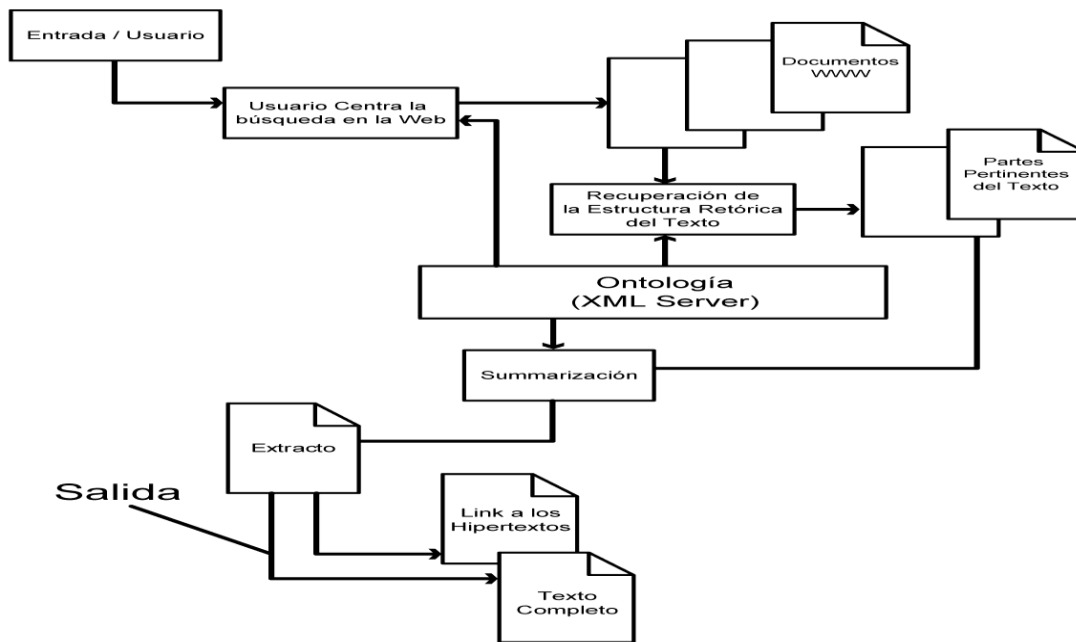 Entrada / Usuario
Usuario Centra la
búsqueda en la Web
Documentos
WWW
Partes
Pertinentes
del Texto
Recuperación de
la Estructura Retórica
del Texto
Ontología
(XML Server)
Summarización
Extracto
Salida
Link a los
Hipertextos
Texto
Completo